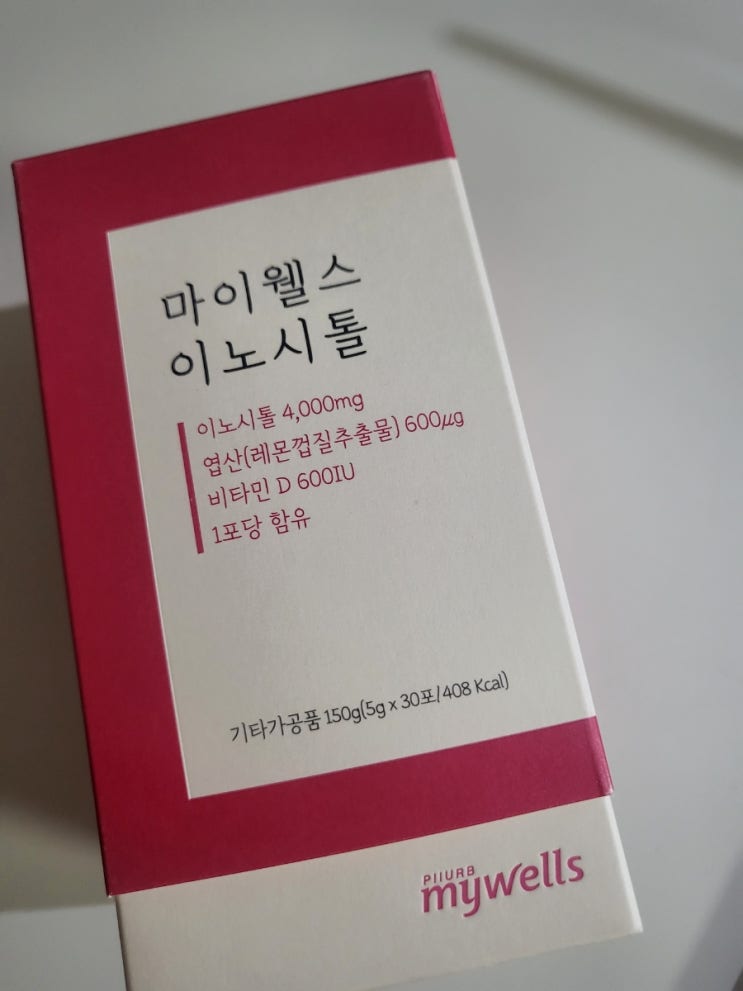 마이웰스
이노시톨
이노시톨 4,000mg
엽산(레몬껍질추출물) 600μg
비타민 D 600IU
1포당 함유
기타가공품 150g(5g x 30포/408 Kcal)
PIIURB
mywells